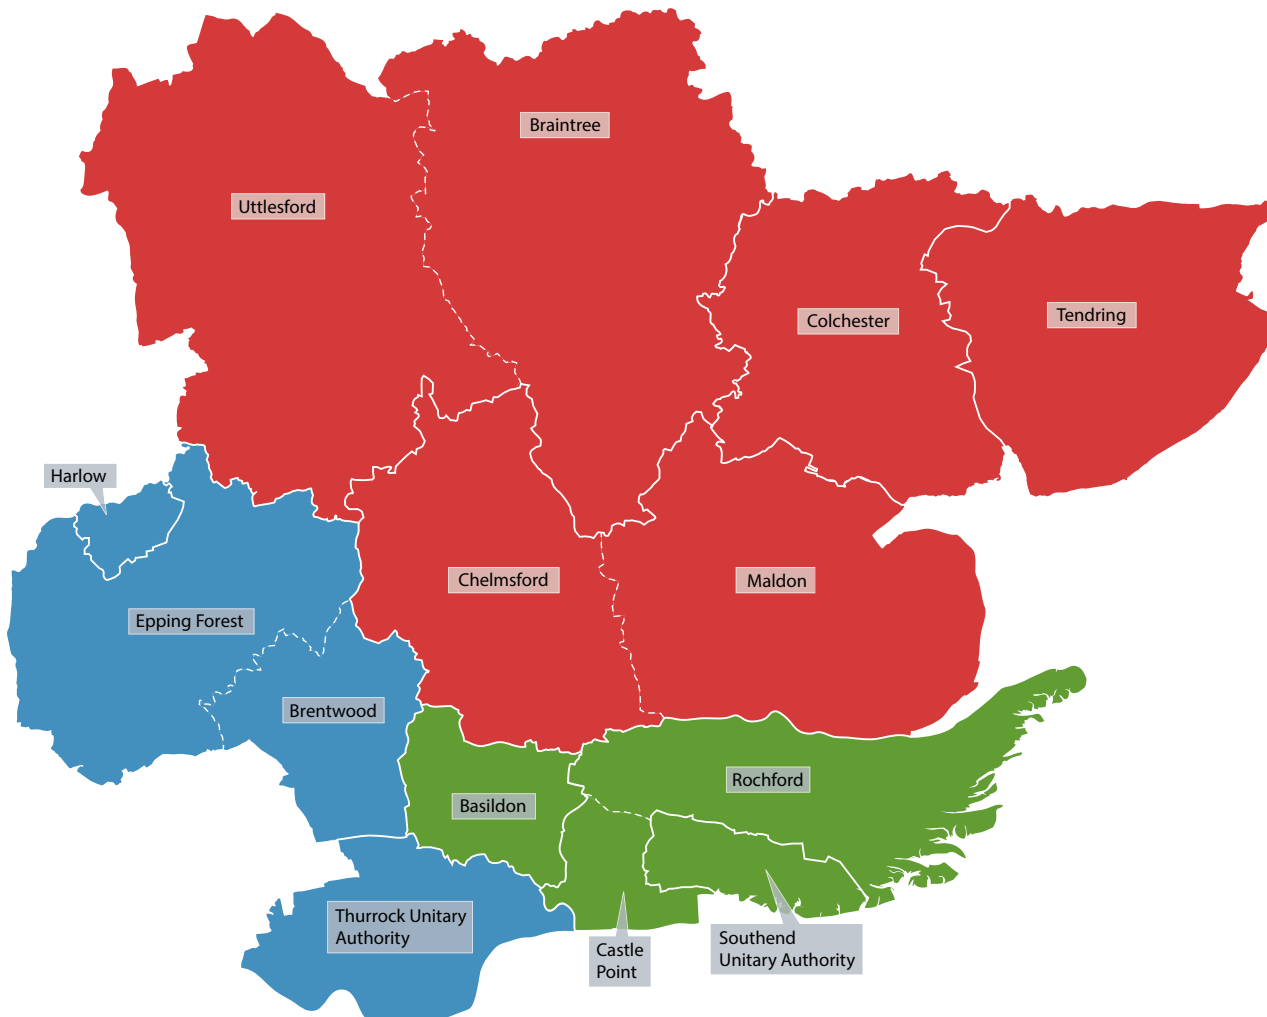 Braintree
Uttlesford
Colchester
Tendring
Harlow
Chelmsford
Maldon
Epping Forest
Brentwood
Rochford
Basildon
Thurrock Unitary
Authority
Castle
Point
Southend
Unitary Authority